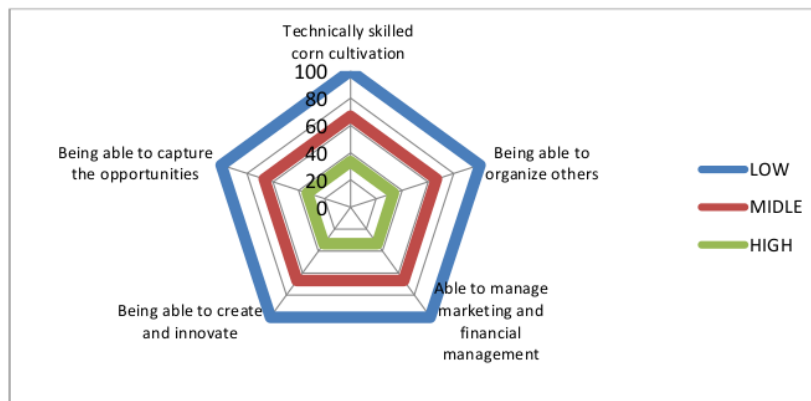 Technically skilled
corn cultivation
100
80
60
40
20
0
Being able to capture
the opportunities
Being able to
organize others
LOW
MIDLE
HIGH
Being able to create
and innovate
Able to manage
marketing and
financial
management